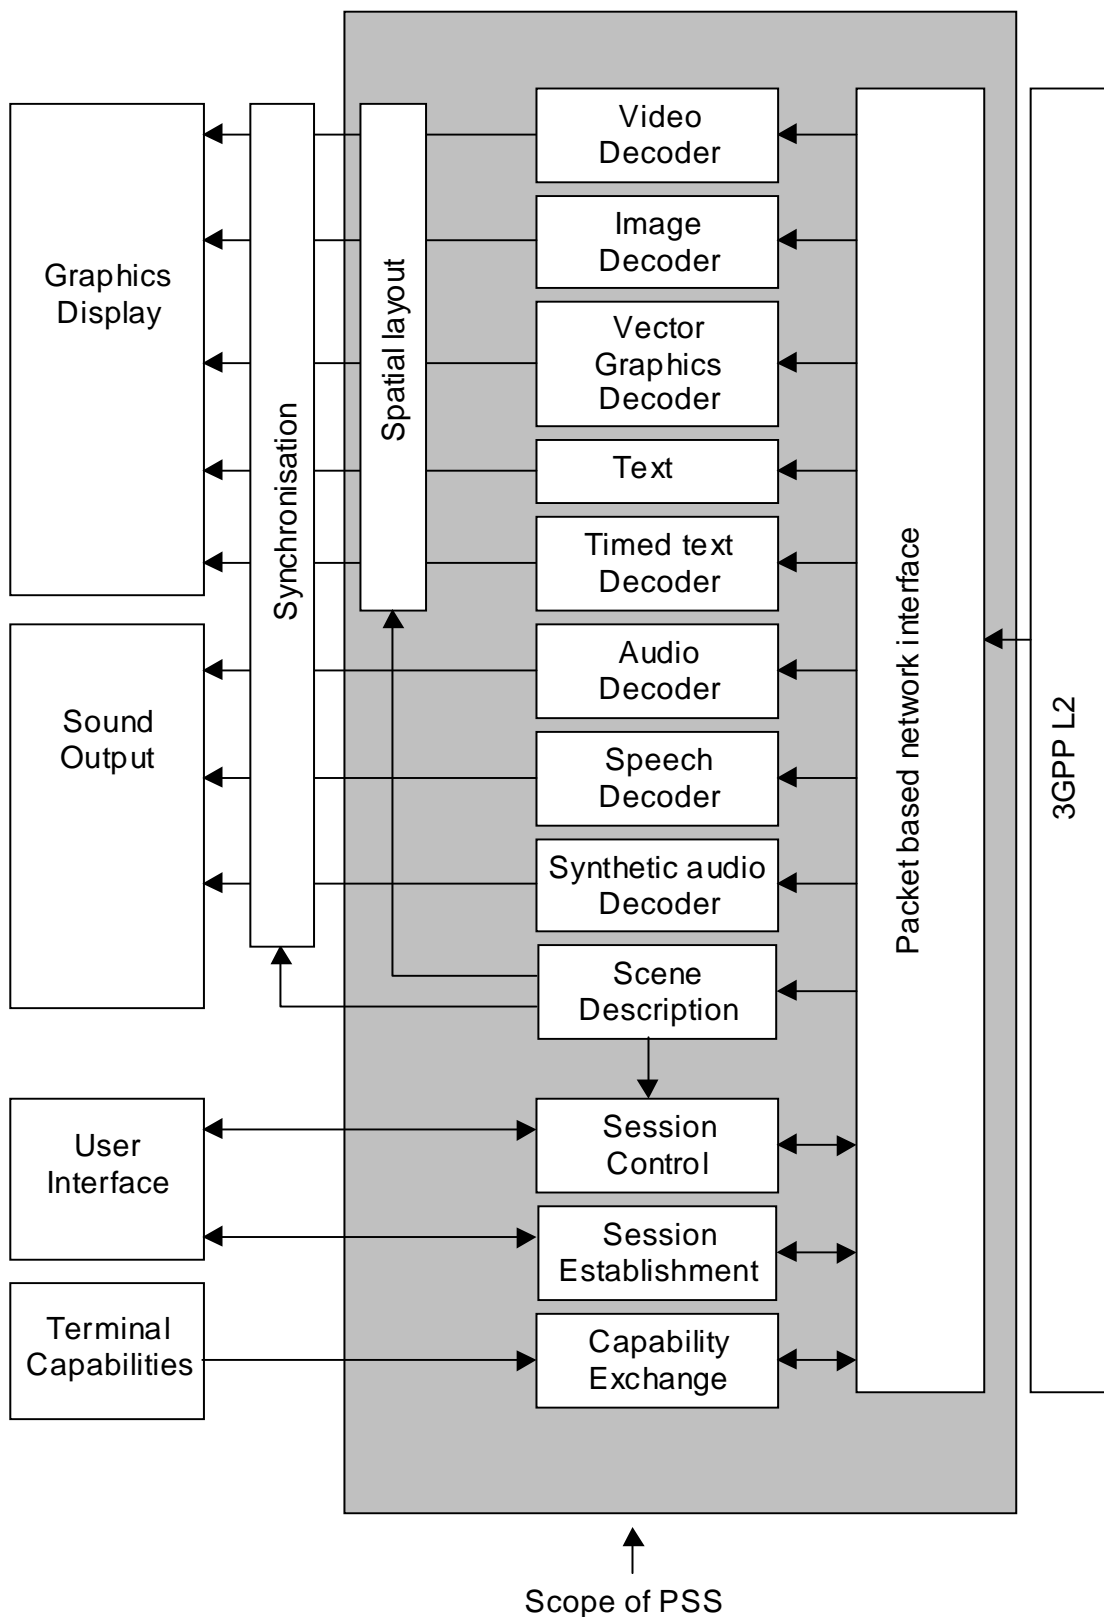 Video
Decoder
Image
Decoder
Vector
Graphics
Decoder
Text
Timed text
Decoder
Audio
Decoder
Speech
Decoder
Synthetic audio
Decoder
Scene
Description
Session
Control
Session
Establishment
Capability
Exchange
Graphics
Display
Sound
Output
User
Interface
Terminal
Capabilities
Synchronisation
Spatial layout
Packet based network interface
3GPP L2
Scope of PSS